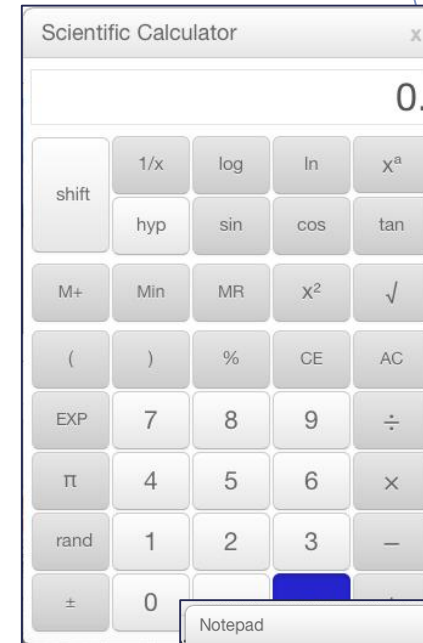 Scientific Calculator x
0.
shift 1/x log ln xᵃ
hyp sin cos tan
M+ Min MR x² √
( ) % CE AC
EXP 7 8 9 ÷
π 4 5 6 ×
rand 1 2 3 −
± 0
Notepad